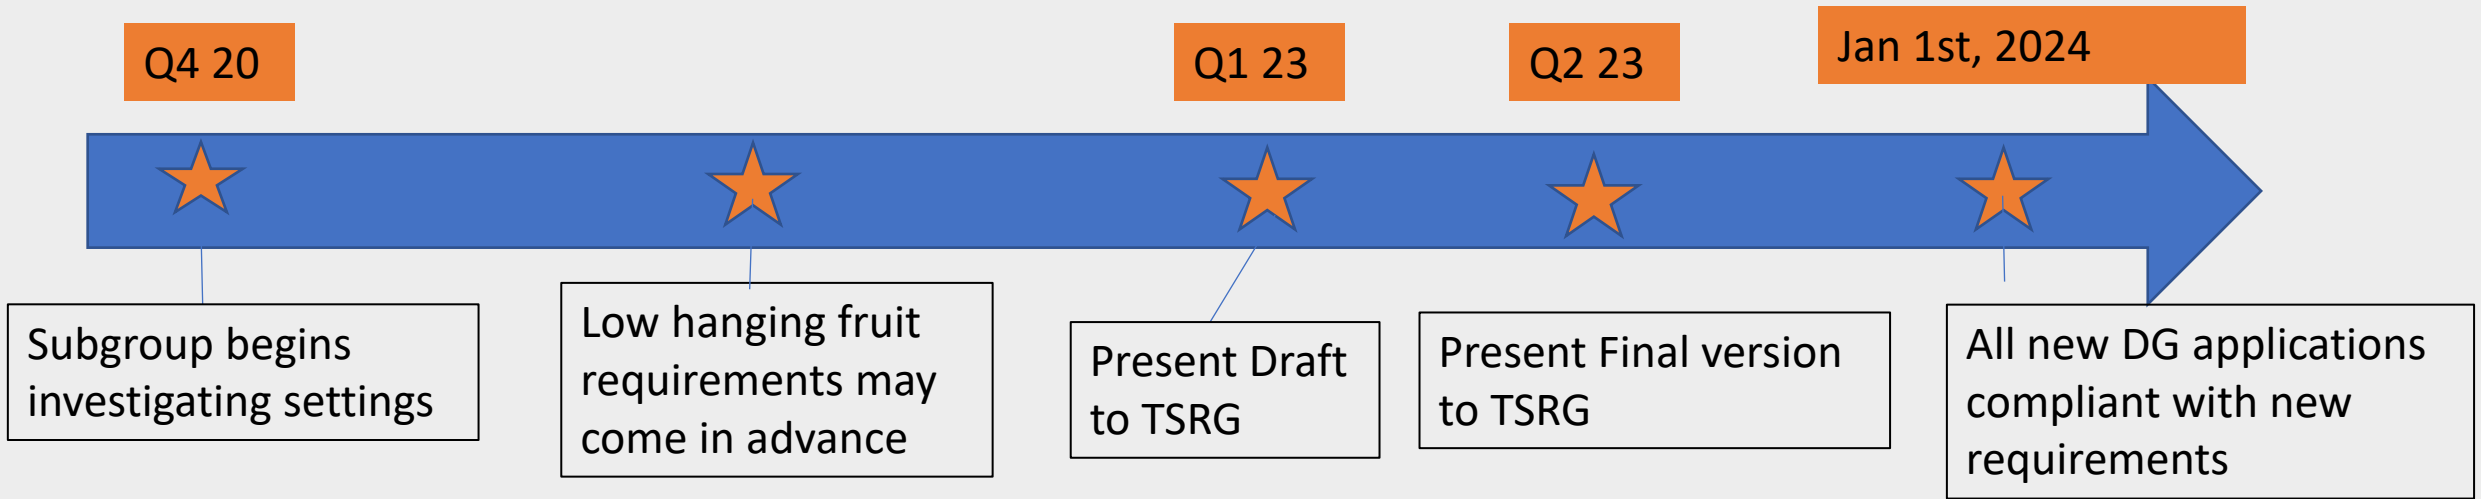 Q4 20
Q1 23
Q2 23
Jan 1st, 2024
Subgroup begins
investigating settings
Low hanging fruit
requirements may
come in advance
Present Draft
to TSRG
Present Final version
to TSRG
All new DG applications
compliant with new
requirements